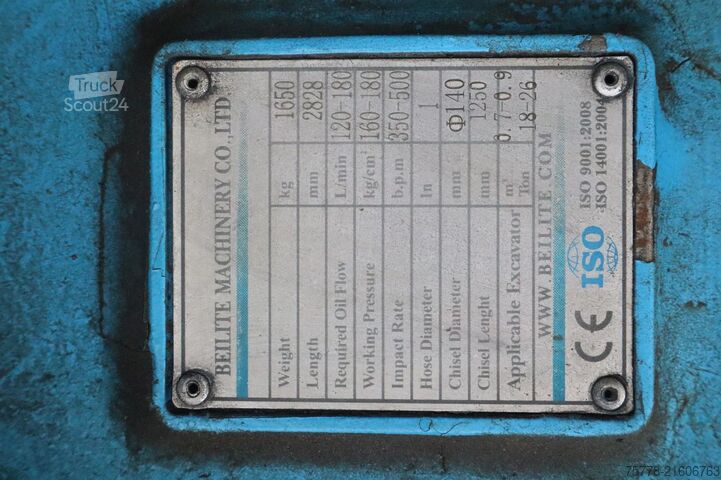 BEILITE MACHINERY CO.,LTD
Weight kg 1650
Length mm 2828
Required Oil Flow L/min 120-180
Working Pressure kg/cm² 160-180
Impact Rate b.p.m 350-500
Hose Diameter In 1
Chisel Diameter mm Φ140
Chisel Lenght mm 1250
Applicable Excavator m³ 0.7-0.9
Ton 18-26
WWW.BEILITE.COM
CE ISO ISO 9001:2008
ISO 14001:2004
Truck
Scout24
75778-21606763